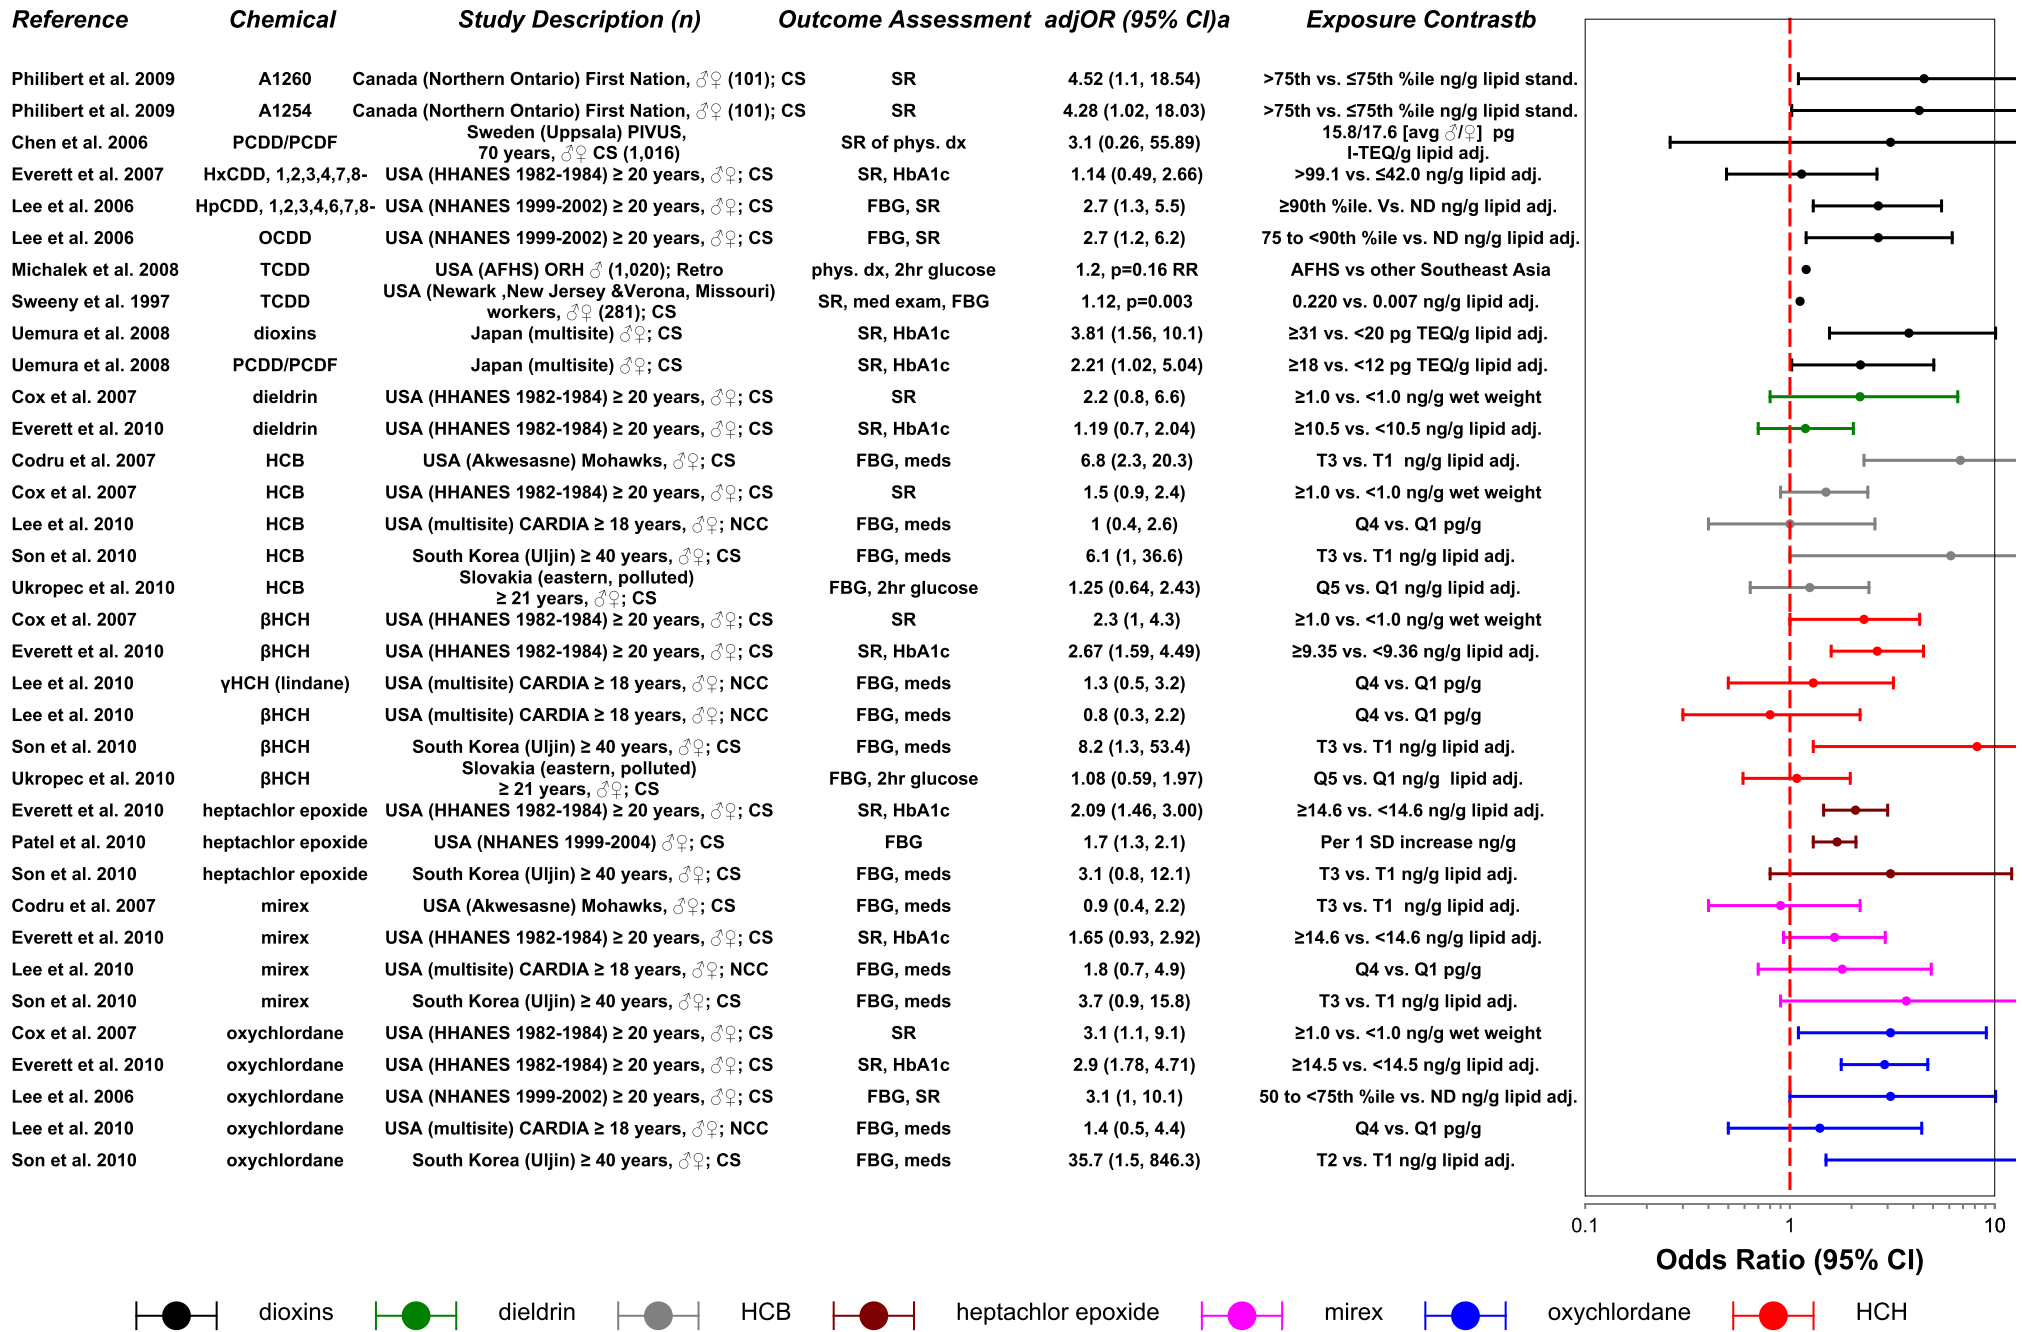 Reference Chemical Study Description (n) Outcome Assessment adjOR (95% CI)a Exposure Contrastb
Philibert et al. 2009 A1260 Canada (Northern Ontario) First Nation, ♂♀ (101); CS SR 4.52 (1.1, 18.54) >75th vs. ≤75th %ile ng/g lipid stand.
Philibert et al. 2009 A1254 Canada (Northern Ontario) First Nation, ♂♀ (101); CS SR 4.28 (1.02, 18.03) >75th vs. ≤75th %ile ng/g lipid stand.
Chen et al. 2006 PCDD/PCDF Sweden (Uppsala) PIVUS, 70 years, ♂♀ CS (1,016) SR of phys. dx 3.1 (0.26, 55.89) 15.8/17.6 [avg ♂/♀] pg I-TEQ/g lipid adj.
Everett et al. 2007 HxCDD, 1,2,3,4,7,8- USA (HHANES 1982-1984) ≥ 20 years, ♂♀; CS SR, HbA1c 1.14 (0.49, 2.66) >99.1 vs. ≤42.0 ng/g lipid adj.
Lee et al. 2006 HpCDD, 1,2,3,4,6,7,8- USA (NHANES 1999-2002) ≥ 20 years, ♂♀; CS FBG, SR 2.7 (1.3, 5.5) ≥90th %ile. Vs. ND ng/g lipid adj.
Lee et al. 2006 OCDD USA (NHANES 1999-2002) ≥ 20 years, ♂♀; CS FBG, SR 2.7 (1.2, 6.2) 75 to <90th %ile vs. ND ng/g lipid adj.
Michalek et al. 2008 TCDD USA (AFHS) ORH ♂ (1,020); Retro phys. dx, 2hr glucose 1.2, p=0.16 RR AFHS vs other Southeast Asia
Sweeny et al. 1997 TCDD USA (Newark ,New Jersey &Verona, Missouri) workers, ♂♀ (281); CS SR, med exam, FBG 1.12, p=0.003 0.220 vs. 0.007 ng/g lipid adj.
Uemura et al. 2008 dioxins Japan (multisite) ♂♀; CS SR, HbA1c 3.81 (1.56, 10.1) ≥31 vs. <20 pg TEQ/g lipid adj.
Uemura et al. 2008 PCDD/PCDF Japan (multisite) ♂♀; CS SR, HbA1c 2.21 (1.02, 5.04) ≥18 vs. <12 pg TEQ/g lipid adj.
Cox et al. 2007 dieldrin USA (HHANES 1982-1984) ≥ 20 years, ♂♀; CS SR 2.2 (0.8, 6.6) ≥1.0 vs. <1.0 ng/g wet weight
Everett et al. 2010 dieldrin USA (HHANES 1982-1984) ≥ 20 years, ♂♀; CS SR, HbA1c 1.19 (0.7, 2.04) ≥10.5 vs. <10.5 ng/g lipid adj.
Codru et al. 2007 HCB USA (Akwesasne) Mohawks, ♂♀; CS FBG, meds 6.8 (2.3, 20.3) T3 vs. T1 ng/g lipid adj.
Cox et al. 2007 HCB USA (HHANES 1982-1984) ≥ 20 years, ♂♀; CS SR 1.5 (0.9, 2.4) ≥1.0 vs. <1.0 ng/g wet weight
Lee et al. 2010 HCB USA (multisite) CARDIA ≥ 18 years, ♂♀; NCC FBG, meds 1 (0.4, 2.6) Q4 vs. Q1 pg/g
Son et al. 2010 HCB South Korea (Uljin) ≥ 40 years, ♂♀; CS FBG, meds 6.1 (1, 36.6) T3 vs. T1 ng/g lipid adj.
Ukropec et al. 2010 HCB Slovakia (eastern, polluted) ≥ 21 years, ♂♀; CS FBG, 2hr glucose 1.25 (0.64, 2.43) Q5 vs. Q1 ng/g lipid adj.
Cox et al. 2007 βHCH USA (HHANES 1982-1984) ≥ 20 years, ♂♀; CS SR 2.3 (1, 4.3) ≥1.0 vs. <1.0 ng/g wet weight
Everett et al. 2010 βHCH USA (HHANES 1982-1984) ≥ 20 years, ♂♀; CS SR, HbA1c 2.67 (1.59, 4.49) ≥9.35 vs. <9.36 ng/g lipid adj.
Lee et al. 2010 γHCH (lindane) USA (multisite) CARDIA ≥ 18 years, ♂♀; NCC FBG, meds 1.3 (0.5, 3.2) Q4 vs. Q1 pg/g
Lee et al. 2010 βHCH USA (multisite) CARDIA ≥ 18 years, ♂♀; NCC FBG, meds 0.8 (0.3, 2.2) Q4 vs. Q1 pg/g
Son et al. 2010 βHCH South Korea (Uljin) ≥ 40 years, ♂♀; CS FBG, meds 8.2 (1.3, 53.4) T3 vs. T1 ng/g lipid adj.
Ukropec et al. 2010 βHCH Slovakia (eastern, polluted) ≥ 21 years, ♂♀; CS FBG, 2hr glucose 1.08 (0.59, 1.97) Q5 vs. Q1 ng/g lipid adj.
Everett et al. 2010 heptachlor epoxide USA (HHANES 1982-1984) ≥ 20 years, ♂♀; CS SR, HbA1c 2.09 (1.46, 3.00) ≥14.6 vs. <14.6 ng/g lipid adj.
Patel et al. 2010 heptachlor epoxide USA (NHANES 1999-2004) ♂♀; CS FBG 1.7 (1.3, 2.1) Per 1 SD increase ng/g
Son et al. 2010 heptachlor epoxide South Korea (Uljin) ≥ 40 years, ♂♀; CS FBG, meds 3.1 (0.8, 12.1) T3 vs. T1 ng/g lipid adj.
Codru et al. 2007 mirex USA (Akwesasne) Mohawks, ♂♀; CS FBG, meds 0.9 (0.4, 2.2) T3 vs. T1 ng/g lipid adj.
Everett et al. 2010 mirex USA (HHANES 1982-1984) ≥ 20 years, ♂♀; CS SR, HbA1c 1.65 (0.93, 2.92) ≥14.6 vs. <14.6 ng/g lipid adj.
Lee et al. 2010 mirex USA (multisite) CARDIA ≥ 18 years, ♂♀; NCC FBG, meds 1.8 (0.7, 4.9) Q4 vs. Q1 pg/g
Son et al. 2010 mirex South Korea (Uljin) ≥ 40 years, ♂♀; CS FBG, meds 3.7 (0.9, 15.8) T3 vs. T1 ng/g lipid adj.
Cox et al. 2007 oxychlordane USA (HHANES 1982-1984) ≥ 20 years, ♂♀; CS SR 3.1 (1.1, 9.1) ≥1.0 vs. <1.0 ng/g wet weight
Everett et al. 2010 oxychlordane USA (HHANES 1982-1984) ≥ 20 years, ♂♀; CS SR, HbA1c 2.9 (1.78, 4.71) ≥14.5 vs. <14.5 ng/g lipid adj.
Lee et al. 2006 oxychlordane USA (NHANES 1999-2002) ≥ 20 years, ♂♀; CS FBG, SR 3.1 (1, 10.1) 50 to <75th %ile vs. ND ng/g lipid adj.
Lee et al. 2010 oxychlordane USA (multisite) CARDIA ≥ 18 years, ♂♀; NCC FBG, meds 1.4 (0.5, 4.4) Q4 vs. Q1 pg/g
Son et al. 2010 oxychlordane South Korea (Uljin) ≥ 40 years, ♂♀; CS FBG, meds 35.7 (1.5, 846.3) T2 vs. T1 ng/g lipid adj.
0.1 1 10
Odds Ratio (95% CI)
dioxins dieldrin HCB heptachlor epoxide mirex oxychlordane HCH